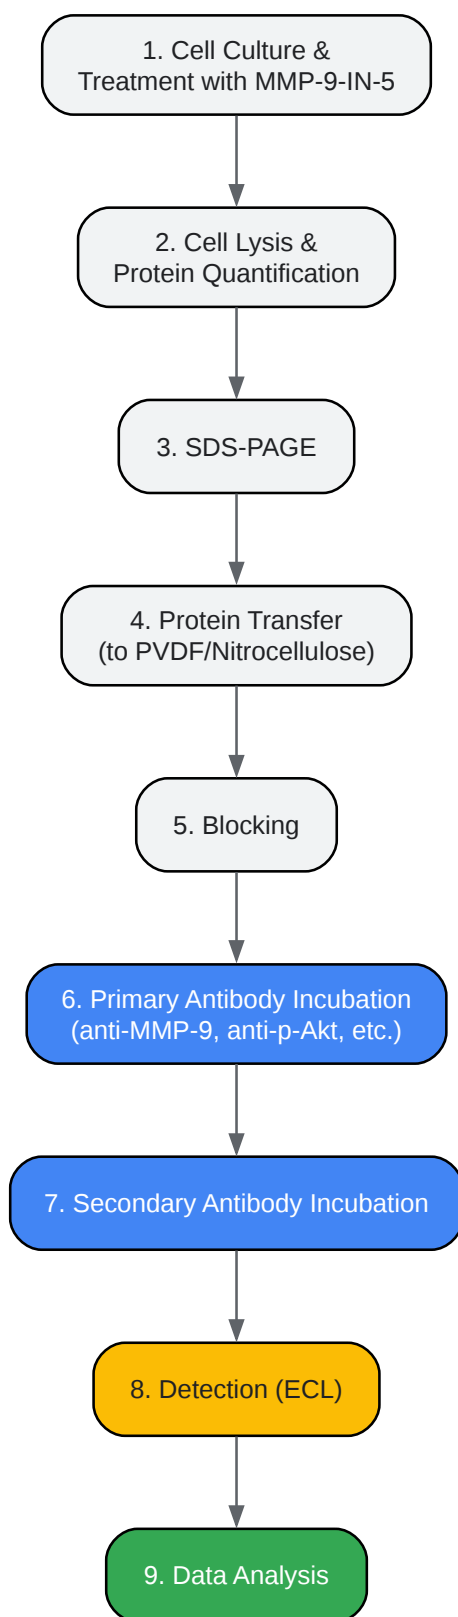 1. Cell Culture &
Treatment with MMP-9-IN-5
2. Cell Lysis &
Protein Quantification
3. SDS-PAGE
4. Protein Transfer
(to PVDF/Nitrocellulose)
5. Blocking
6. Primary Antibody Incubation
(anti-MMP-9, anti-p-Akt, etc.)
7. Secondary Antibody Incubation
8. Detection (ECL)
9. Data Analysis